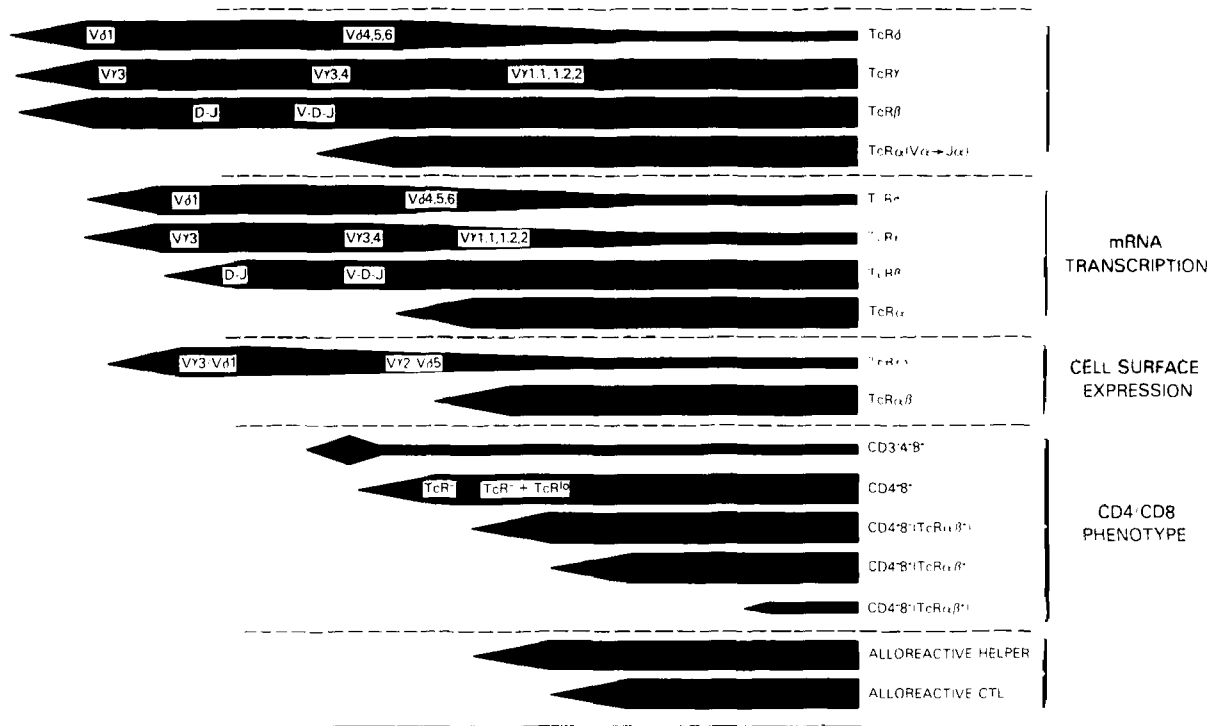 Vδ1 Vδ4,5,6 TcRδ
Vγ3 Vγ3,4 Vγ1.1,1.2,2 TcRγ
D-J V-D-J TcRβ
TcRα(Vα→Jα)
Vδ1 Vδ4,5,6
Vγ3 Vγ3,4 Vγ1.1,1.2,2
D-J V-D-J TcRβ
TcRα
mRNA
TRANSCRIPTION
Vγ3 Vδ1 Vγ2 Vδ5
TcRαβ
CELL SURFACE
EXPRESSION
CD3-4-8+
TcR- TcR- + TcRlo CD4+8+
CD4+8-(TcRαβ+)
CD4-8+(TcRαβ+
(TcRαβ+)
CD4/CD8
PHENOTYPE
ALLOREACTIVE HELPER
ALLOREACTIVE CTL